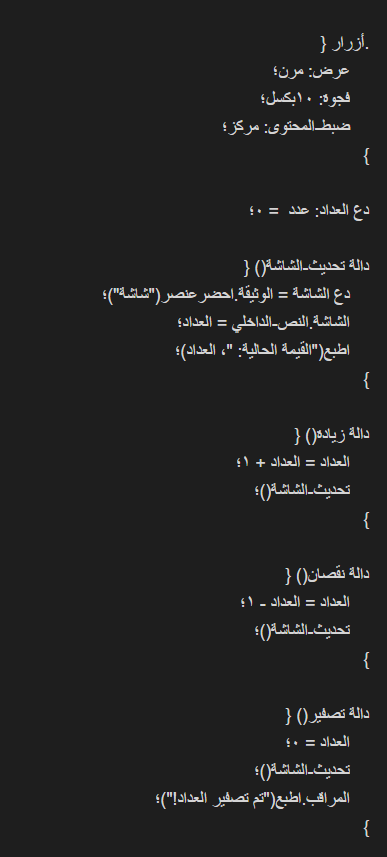 .أزرار {
عرض: مرن؛
فجوة: ١٠بكسل؛
ضبط-المحتوى: مركز؛
}
دع العداد: عدد = ٠؛
دالة تحديث-الشاشة() {
دع الشاشة = الوثيقة.احضرعنصر("شاشة")؛
الشاشة.النص-الداخلي = العداد؛
اطبع("القيمة الحالية: "، العداد)؛
}
دالة زيادة() {
العداد = العداد + ١؛
تحديث-الشاشة()؛
}
دالة نقصان() {
العداد = العداد - ١؛
تحديث-الشاشة()؛
}
دالة تصفير() {
العداد = ٠؛
تحديث-الشاشة()؛
المراقب.اطبع("تم تصفير العداد!")؛
}